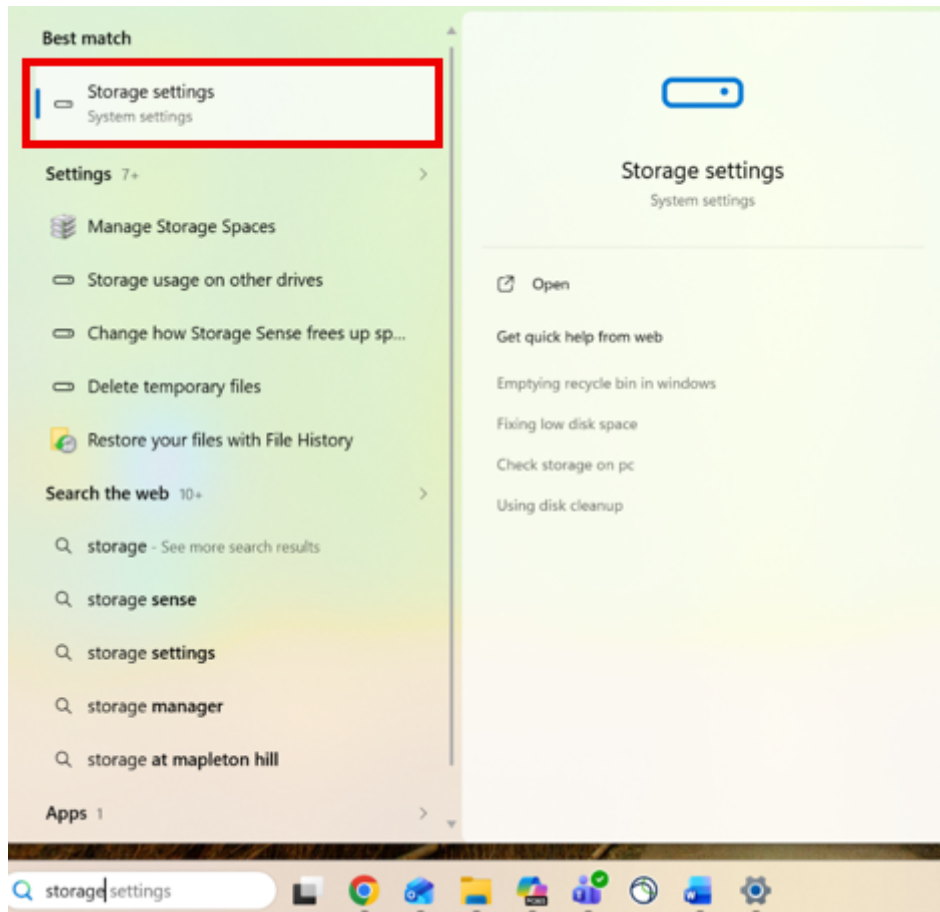 Best match
Storage settings
System settings
Settings 7+
Manage Storage Spaces
Storage usage on other drives
Change how Storage Sense frees up sp...
Delete temporary files
Restore your files with File History
Search the web 10+
storage - See more search results
storage sense
storage settings
storage manager
storage at mapleton hill
Apps 1
Storage settings
System settings
Open
Get quick help from web
Emptying recycle bin in windows
Fixing low disk space
Check storage on pc
Using disk cleanup
storage settings